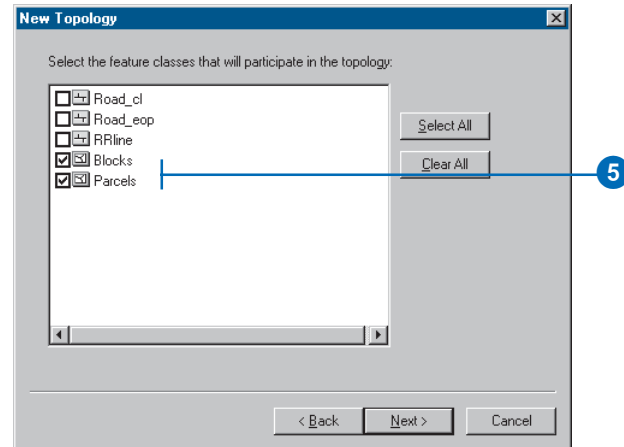 New Topology
Select the feature classes that will participate in the topology:
Road_cl
Road_eop
RRline
Blocks
Parcels
Select All
Clear All
5
< Back
Next >
Cancel